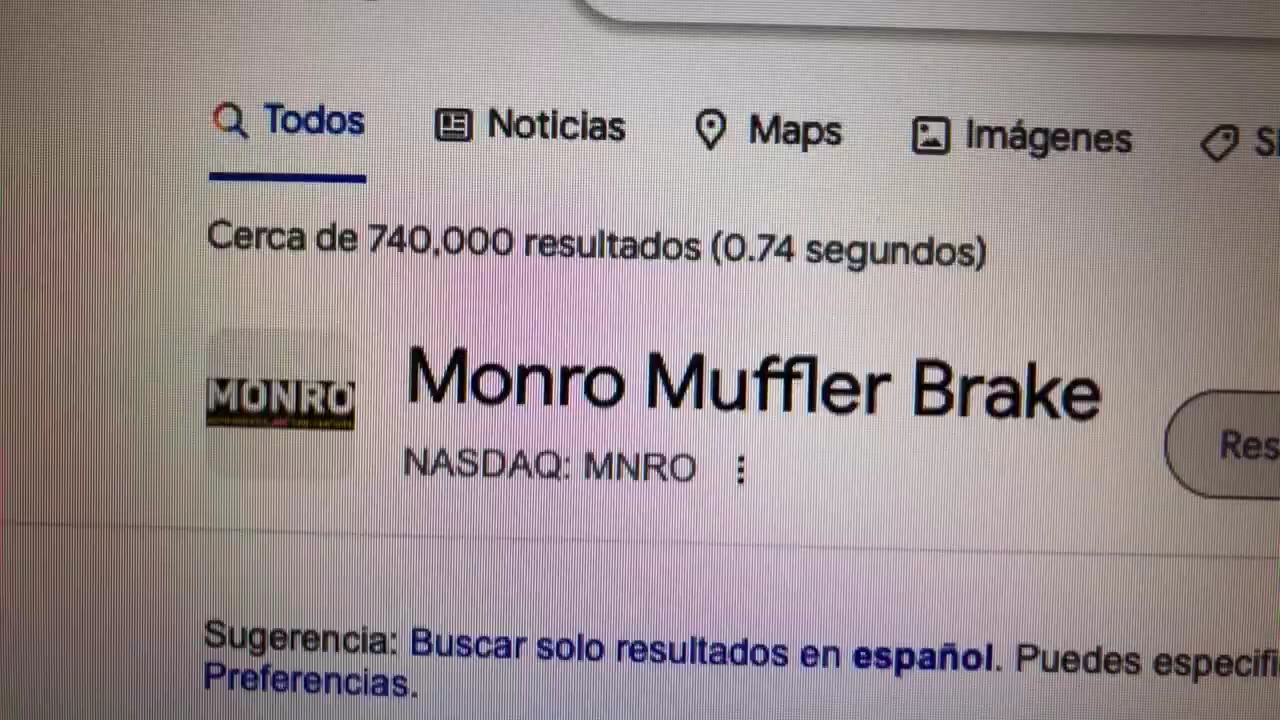 Todos Noticias Maps Imágenes
Cerca de 740,000 resultados (0.74 segundos)
MONRO
Monro Muffler Brake
NASDAQ: MNRO
Res
Sugerencia: Buscar solo resultados en español. Puedes especifi
Preferencias.